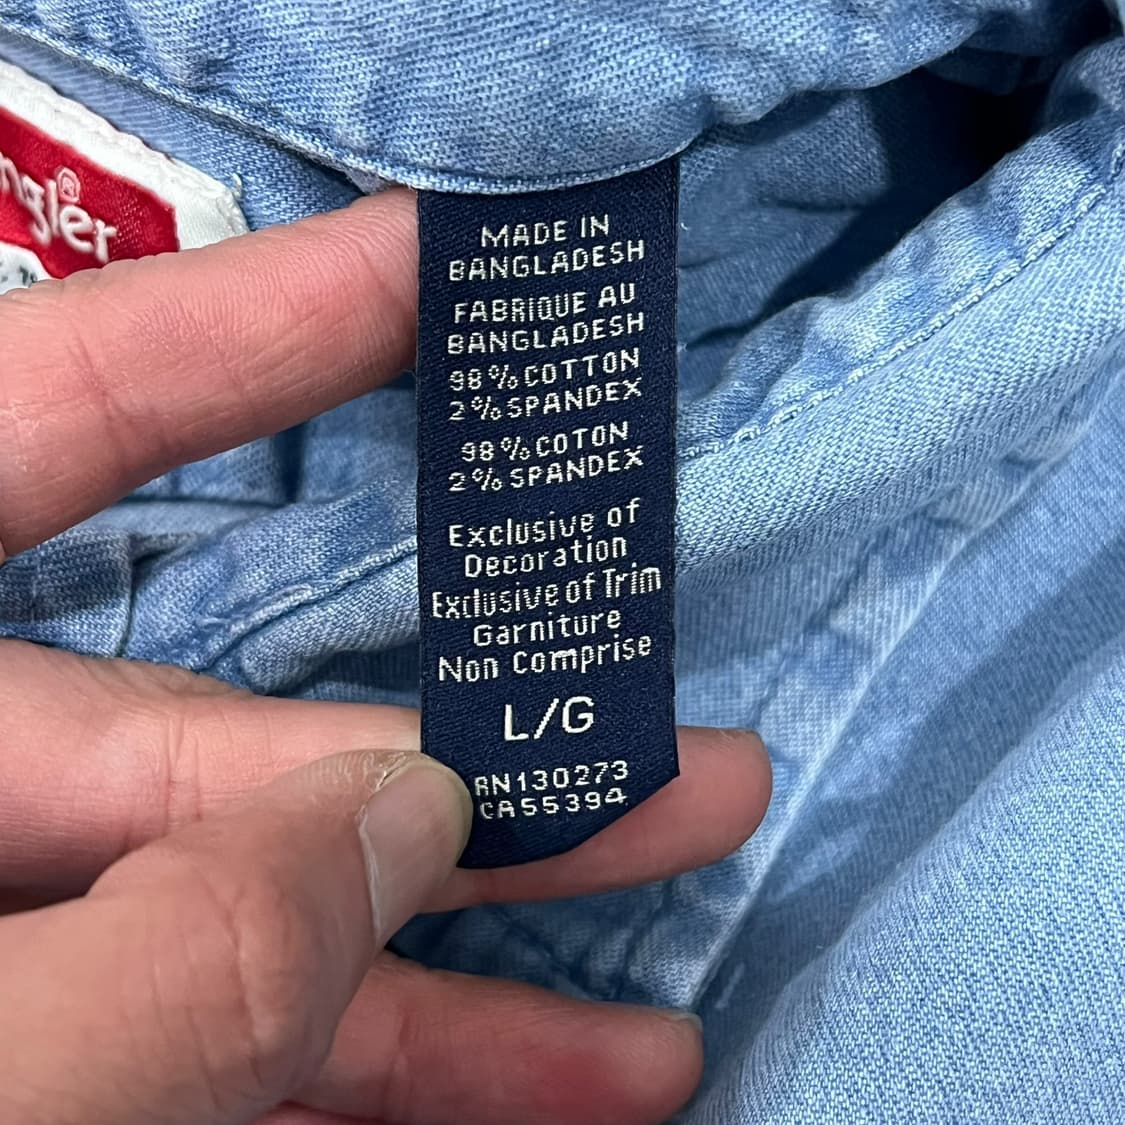 MADE IN
BANGLADESH
FABRIQUE AU
BANGLADESH
98% COTTON
2% SPANDEX
98% COTON
2% SPANDEX
Exclusive of
Decoration
Exclusive of Trim
Garniture
Non Comprise
L/G
RN130273
CA55394